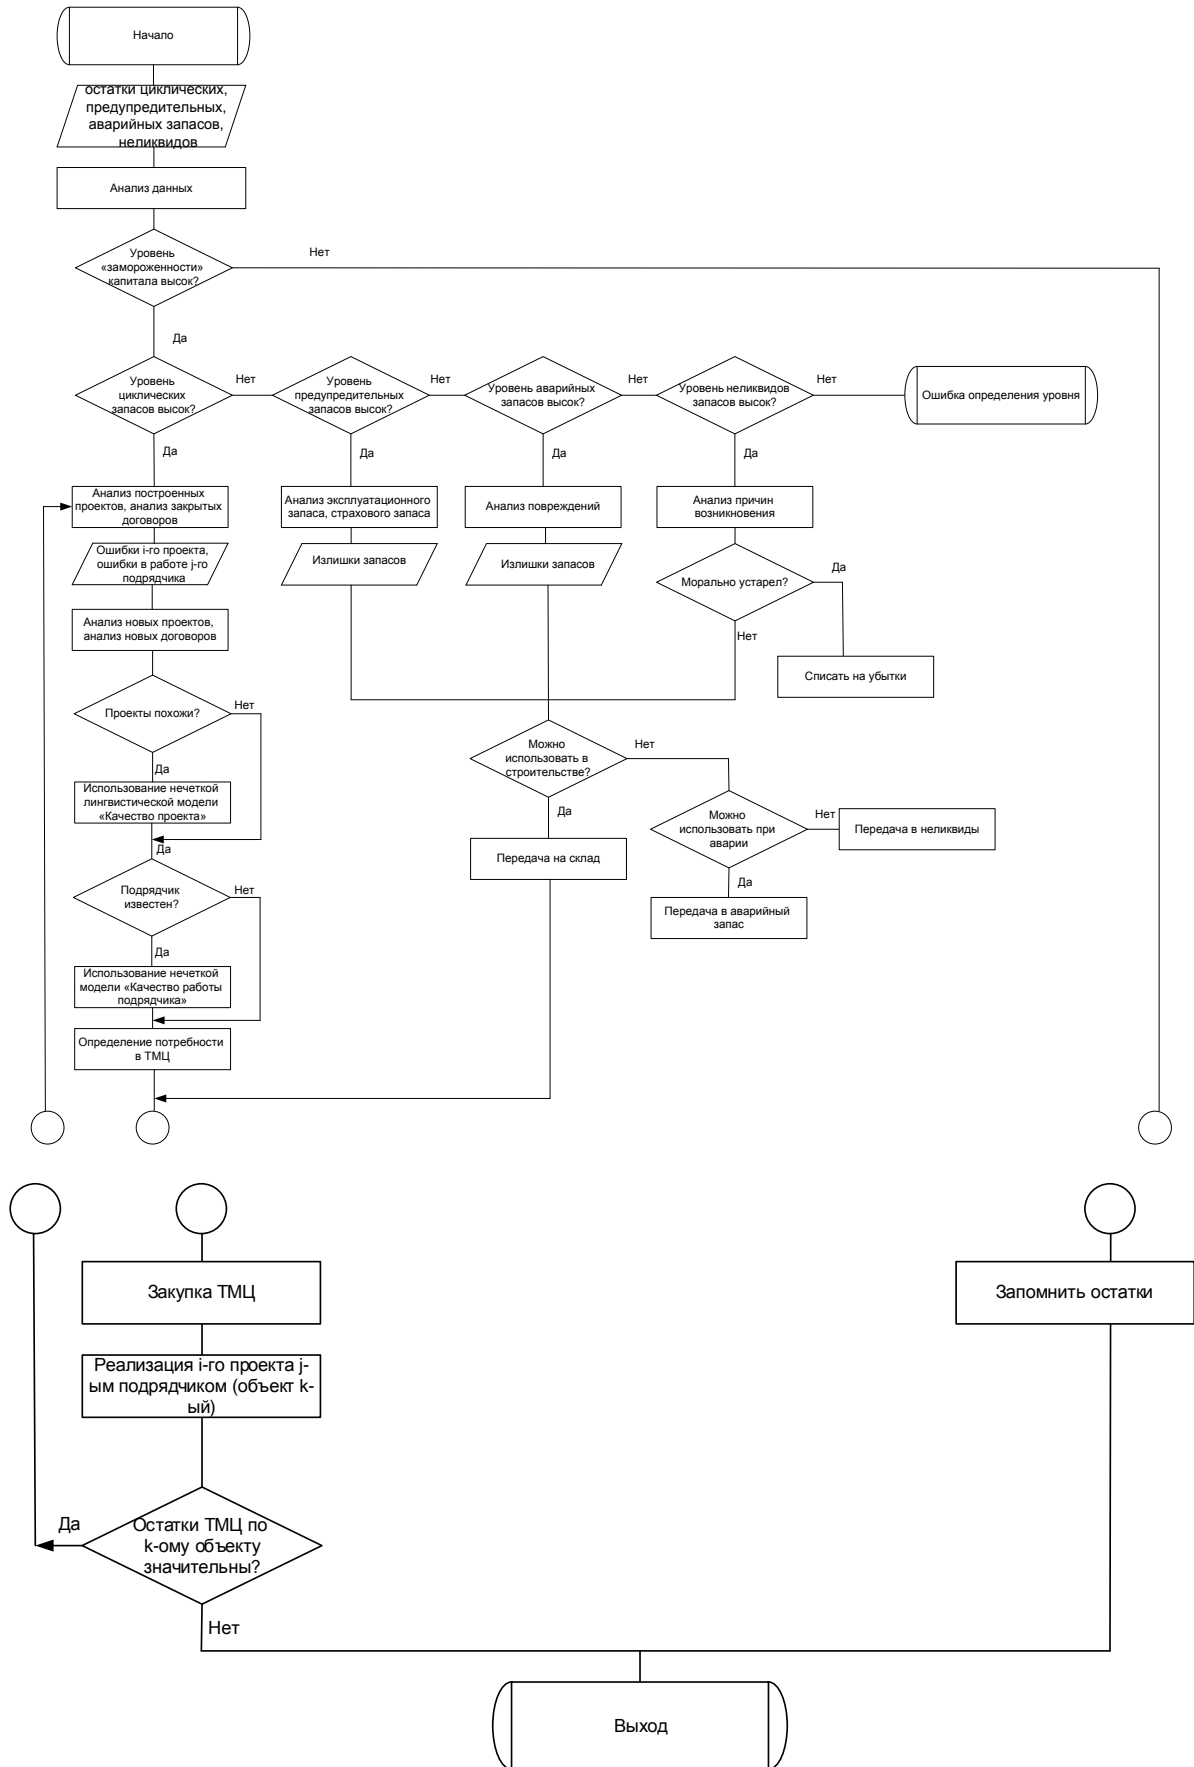 Начало
остатки циклических,
предупредительных,
аварийных запасов,
неликвидов
Анализ данных
Уровень
«замороженности»
капитала высок?
Нет
Да
Уровень
циклических
запасов высок?
Нет
Уровень
предупредительных
запасов высок?
Нет
Уровень аварийных
запасов высок?
Нет
Уровень неликвидов
запасов высок?
Нет
Ошибка определения уровня
Да
Да
Да
Да
Анализ построенных
проектов, анализ закрытых
договоров
Анализ эксплуатационного
запаса, страхового запаса
Анализ повреждений
Анализ причин
возникновения
Ошибки i-го проекта,
ошибки в работе j-го
подрядчика
Излишки запасов
Излишки запасов
Морально устарел?
Да
Нет
Списать на убытки
Анализ новых проектов,
анализ новых договоров
Проекты похожи?
Нет
Да
Использование нечеткой
лингвистической модели
«Качество проекта»
Да
Можно
использовать в
строительстве?
Нет
Да
Передача на склад
Можно
использовать при
аварии
Нет
Передача в неликвиды
Да
Передача в аварийный
запас
Подрядчик
известен?
Нет
Да
Использование нечеткой
модели «Качество работы
подрядчика»
Определение потребности
в ТМЦ
Закупка ТМЦ
Запомнить остатки
Реализация i-го проекта j-
ым подрядчиком (объект k-
ый)
Остатки ТМЦ по
k-ому объекту
значительны?
Да
Нет
Выход